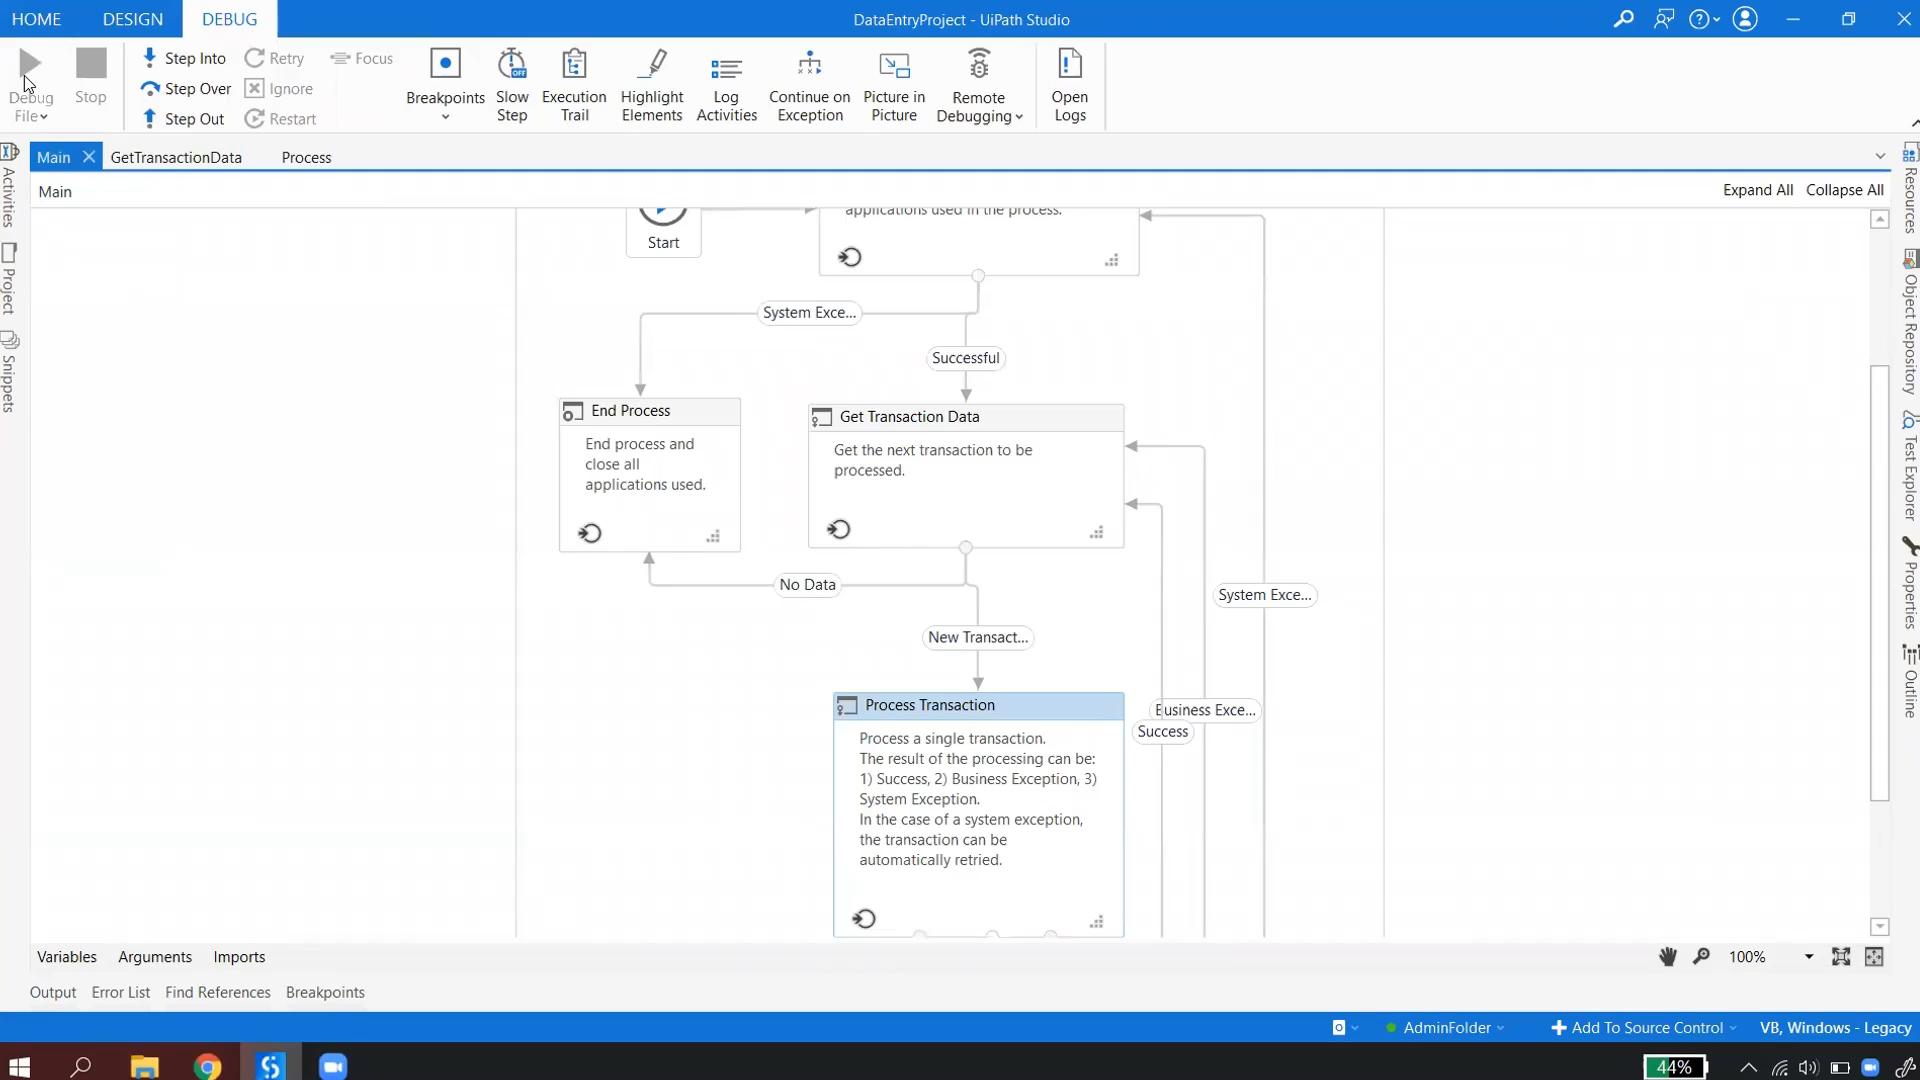 HOME DESIGN DEBUG
DataEntryProject - UiPath Studio
Debug
File
Stop
Step Into
Step Over
Step Out
Retry
Ignore
Restart
Focus
Breakpoints
Slow
Step
Execution
Trail
Highlight
Elements
Log
Activities
Continue on
Exception
Picture in
Picture
Remote
Debugging
Open
Logs
Main GetTransactionData Process
Main
Expand All Collapse All
Activities
Project
Snippets
Resources
Object Repository
Test Explorer
Properties
Outline
applications used in the process.
Start
System Exce...
Successful
End Process
End process and
close all
applications used.
Get Transaction Data
Get the next transaction to be
processed.
No Data
System Exce...
New Transact...
Process Transaction
Business Exce...
Success
Process a single transaction.
The result of the processing can be:
1) Success, 2) Business Exception, 3)
System Exception.
In the case of a system exception,
the transaction can be
automatically retried.
Variables Arguments Imports
100%
Output Error List Find References Breakpoints
AdminFolder
Add To Source Control
VB, Windows - Legacy
44%